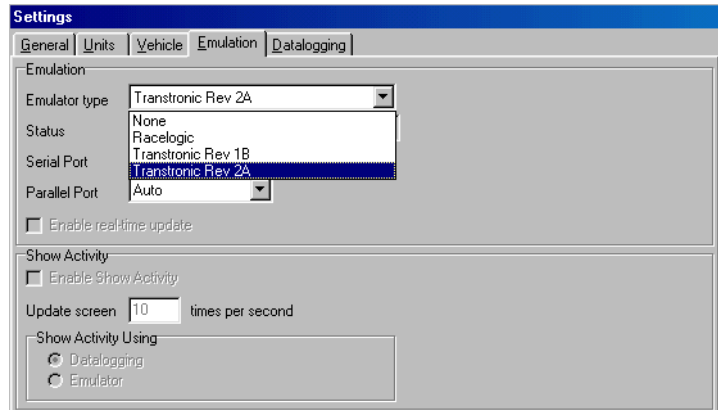 Settings
General Units Vehicle Emulation Datalogging
Emulation
Emulator type Transtronic Rev 2A
None
Status
Racelogic
Transtronic Rev 1B
Serial Port
Transtronic Rev 2A
Parallel Port Auto
Enable real-time update
Show Activity
Enable Show Activity
Update screen 10 times per second
Show Activity Using
Datalogging
Emulator